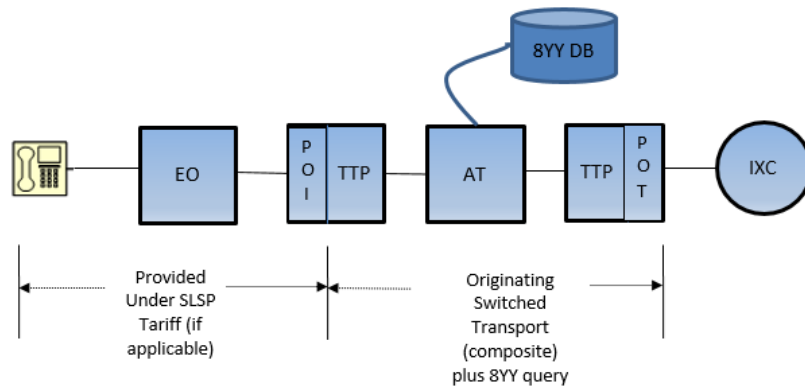 8YY DB
EO
P
O
I
TTP
AT
TTP
P
O
T
IXC
Provided
Under SLSP
Tariff (if
applicable)
Originating
Switched
Transport
(composite)
plus 8YY query